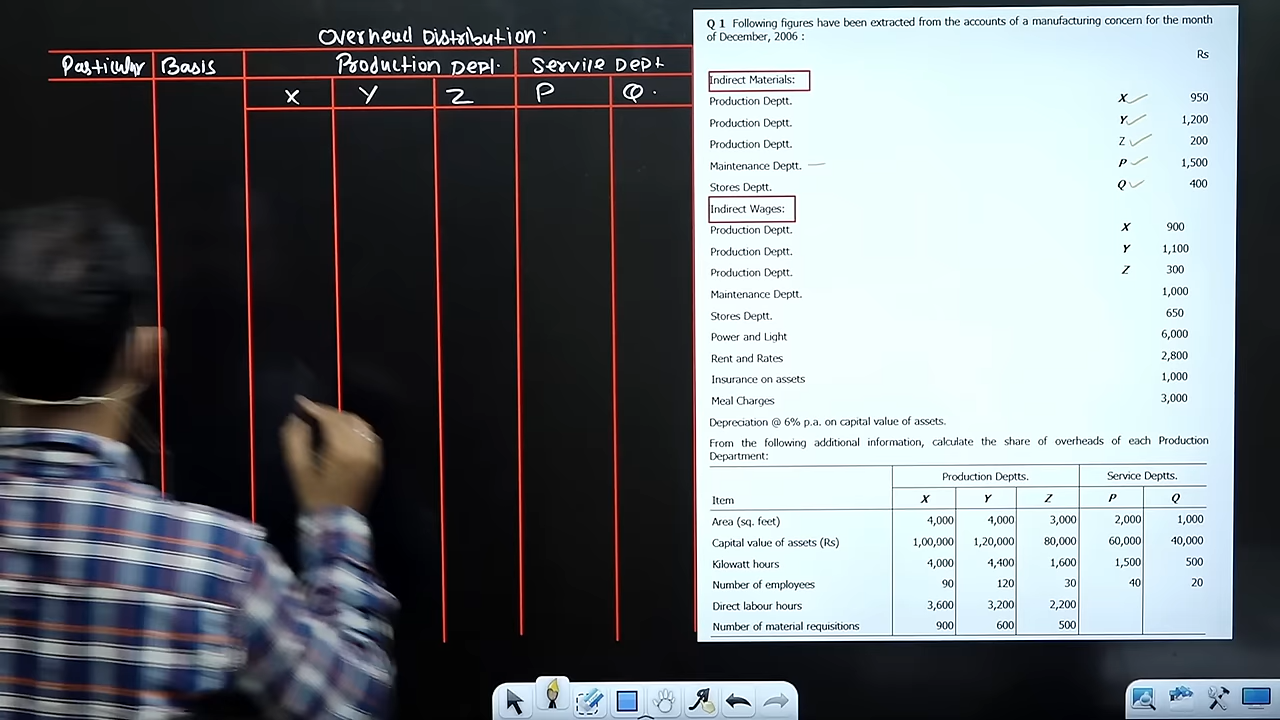 Overhead Distribution
Particular Basis Production Dept. Service Dept
X Y Z P Q
Q 1 Following figures have been extracted from the accounts of a manufacturing concern for the month
of December, 2006 :
Rs
Indirect Materials:
Production Deptt. X 950
Production Deptt. Y 1,200
Production Deptt. Z 200
Maintenance Deptt. P 1,500
Stores Deptt. Q 400
Indirect Wages:
Production Deptt. X 900
Production Deptt. Y 1,100
Production Deptt. Z 300
Maintenance Deptt. 1,000
Stores Deptt. 650
Power and Light 6,000
Rent and Rates 2,800
Insurance on assets 1,000
Meal Charges 3,000
Depreciation @ 6% p.a. on capital value of assets.
From the following additional information, calculate the share of overheads of each Production
Department:
Production Deptts. Service Deptts.
Item X Y Z P Q
Area (sq. feet) 4,000 4,000 3,000 2,000 1,000
Capital value of assets (Rs) 1,00,000 1,20,000 80,000 60,000 40,000
Kilowatt hours 4,000 4,400 1,600 1,500 500
Number of employees 90 120 30 40 20
Direct labour hours 3,600 3,200 2,200
Number of material requisitions 900 600 500